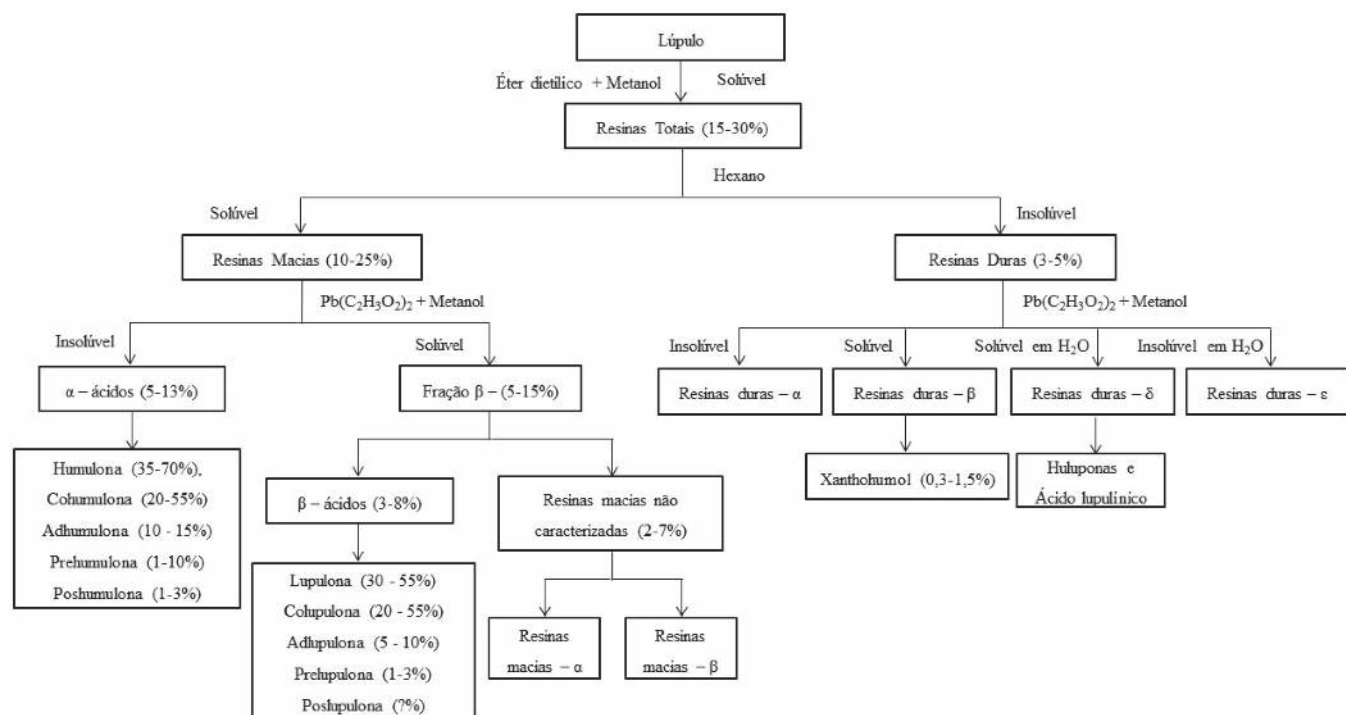 Lúpulo
Éter dietílico + Metanol
Solúvel
Resinas Totais (15-30%)
Hexano
Solúvel
Insolúvel
Resinas Macias (10-25%)
Resinas Duras (3-5%)
Pb(C₂H₃O₂)₂ + Metanol
Pb(C₂H₃O₂)₂ + Metanol
Insolúvel
Solúvel
Insolúvel
Solúvel
Solúvel em H₂O
Insolúvel em H₂O
α – ácidos (5-13%)
Fração β – (5-15%)
Resinas duras – α
Resinas duras – β
Resinas duras – δ
Resinas duras – ε
Humulona (35-70%),
Cohumulona (20-55%)
Adhumulona (10 - 15%)
Prehumulona (1-10%)
Poshumulona (1-3%)
β – ácidos (3-8%)
Resinas macias não
caracterizadas (2-7%)
Xanthohumol (0,3-1,5%)
Huluponas e
Ácido lupulínico
Lupulona (30 - 55%)
Colupulona (20 - 55%)
Adlupulona (5 - 10%)
Prelupulona (1-3%)
Poslupulona (?%)
Resinas
macias – α
Resinas
macias – β